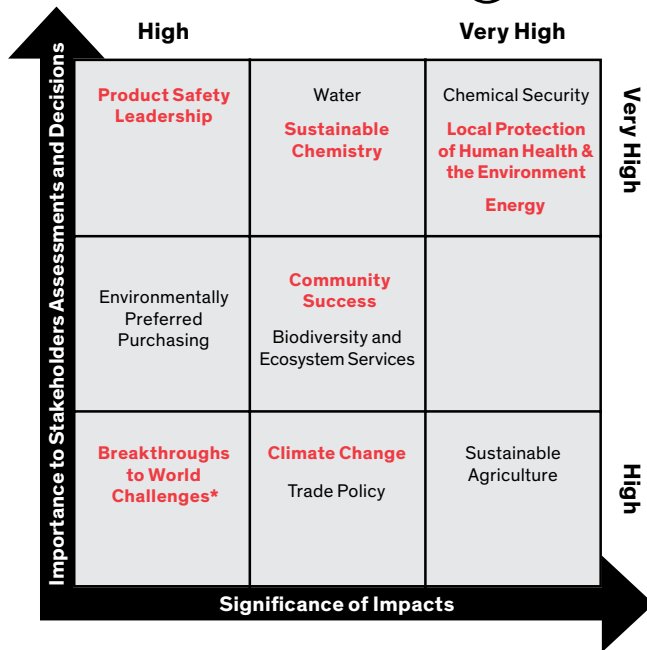 High
Very High
Importance to Stakeholders Assessments and Decisions
Product Safety
Leadership
Water
Sustainable
Chemistry
Chemical Security
Local Protection
of Human Health &
the Environment
Energy
Very High
Environmentally
Preferred
Purchasing
Community
Success
Biodiversity and
Ecosystem Services
Breakthroughs
to World
Challenges*
Climate Change
Trade Policy
Sustainable
Agriculture
High
Significance of Impacts